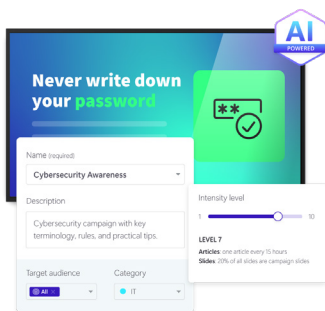 AI
POWERED
Never write down
your password
**
Name (required)
Cybersecurity Awareness
Description
Cybersecurity campaign with key
terminology, rules, and practical tips.
Target audience
Category
All ×
IT
Intensity level
1
10
LEVEL 7
Articles: one article every 15 hours
Slides: 20% of all slides are campaign slides